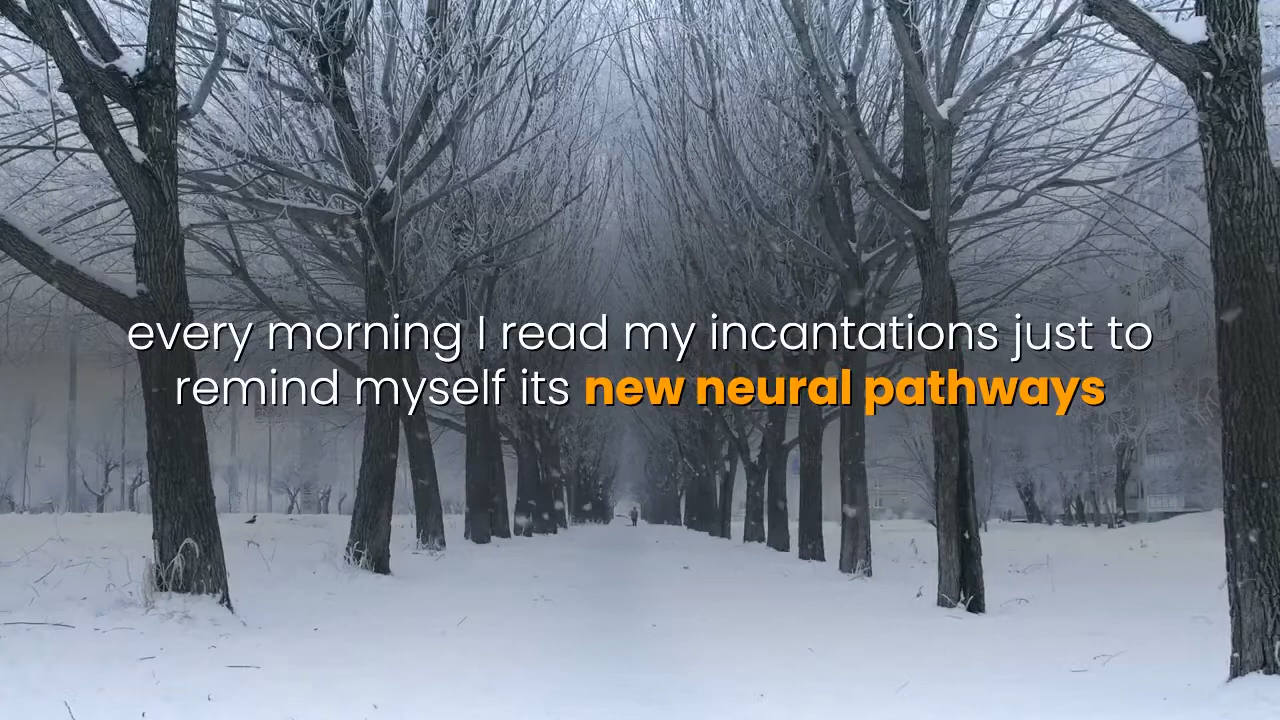 every morning I read my incantations just to
remind myself its new neural pathways